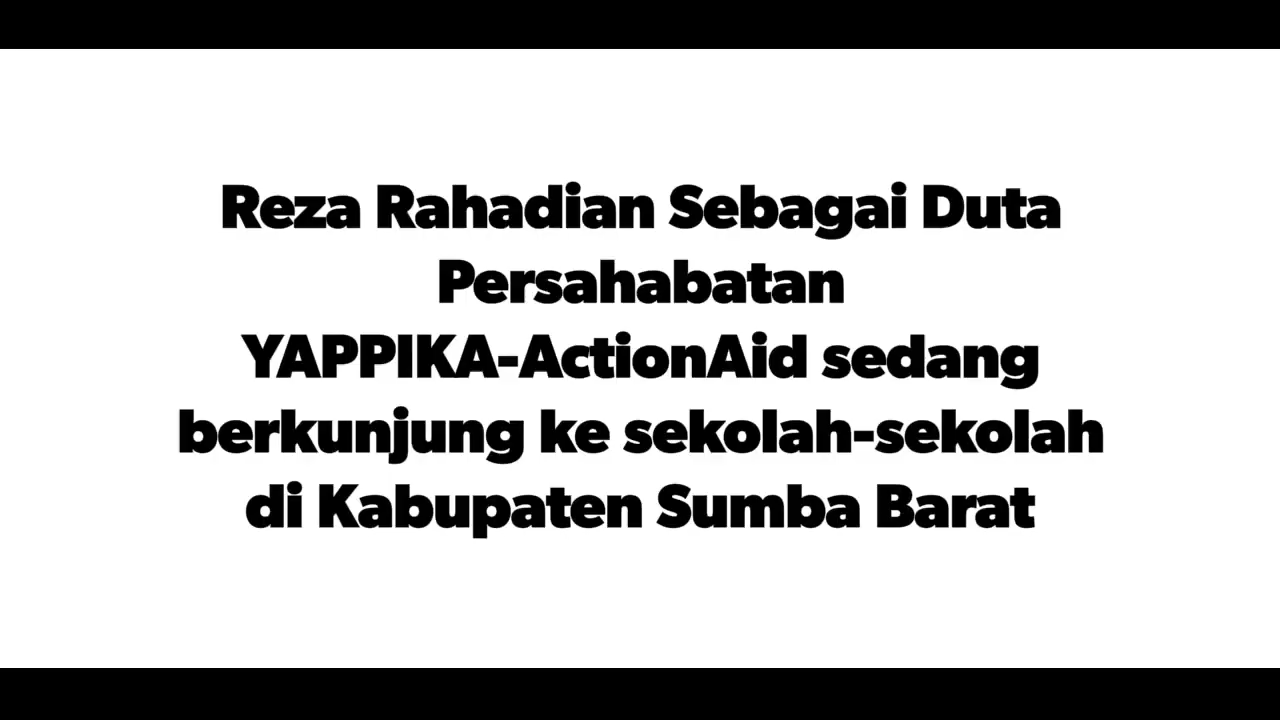 Reza Rahadian Sebagai Duta
Persahabatan
YAPPIKA-ActionAid sedang
berkunjung ke sekolah-sekolah
di Kabupaten Sumba Barat